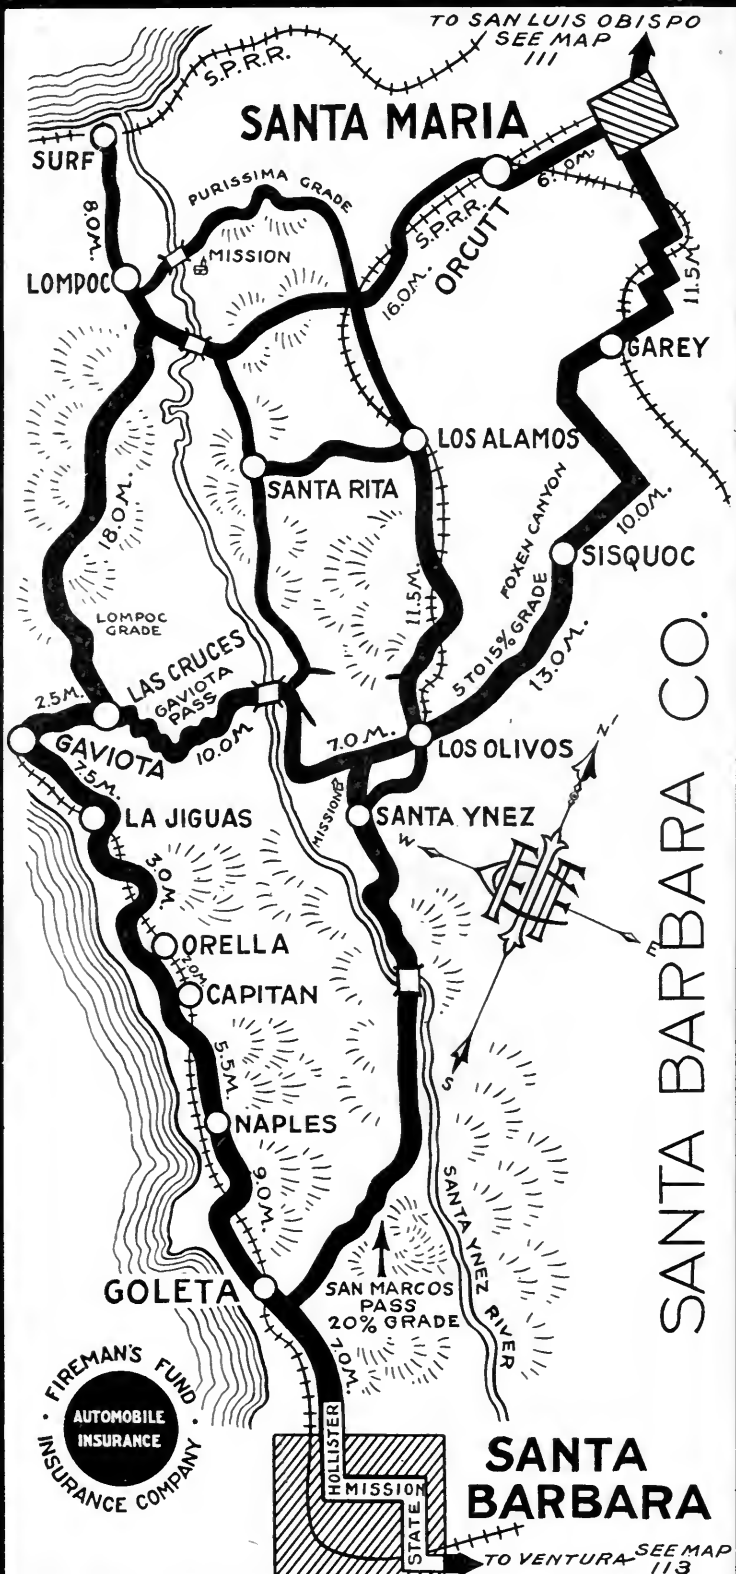 TO SAN LUIS OBISPO
SEE MAP
111
S.P.R.R.
SANTA MARIA
SURF
PURISSIMA GRADE
8.0M.
MISSION
LOMPOC
S.P.R.R.
ORCUTT
16.0M.
11.5M
GAREY
LOS ALAMOS
SANTA RITA
18.0M.
10.0M.
FOXEN CANYON
5 TO 15% GRADE
SISQUOC
11.5M.
13.0M.
LOMPOC
GRADE
LAS CRUCES
GAVIOTA
PASS
2.5M.
10.0M
GAVIOTA
7.0M.
LOS OLIVOS
7.5M.
LA JIGUAS
MISSION
SANTA YNEZ
N
W
E
S
3.0M.
ORELLA
2.0M.
CAPITAN
5.5M.
NAPLES
9.0M.
SANTA YNEZ RIVER
GOLETA
SAN MARCOS
PASS
20% GRADE
7.0M.
SANTA BARBARA CO.
FIREMAN'S FUND
AUTOMOBILE
INSURANCE
INSURANCE COMPANY
HOLLISTER
MISSION
STATE
SANTA
BARBARA
TO VENTURA
SEE MAP
113